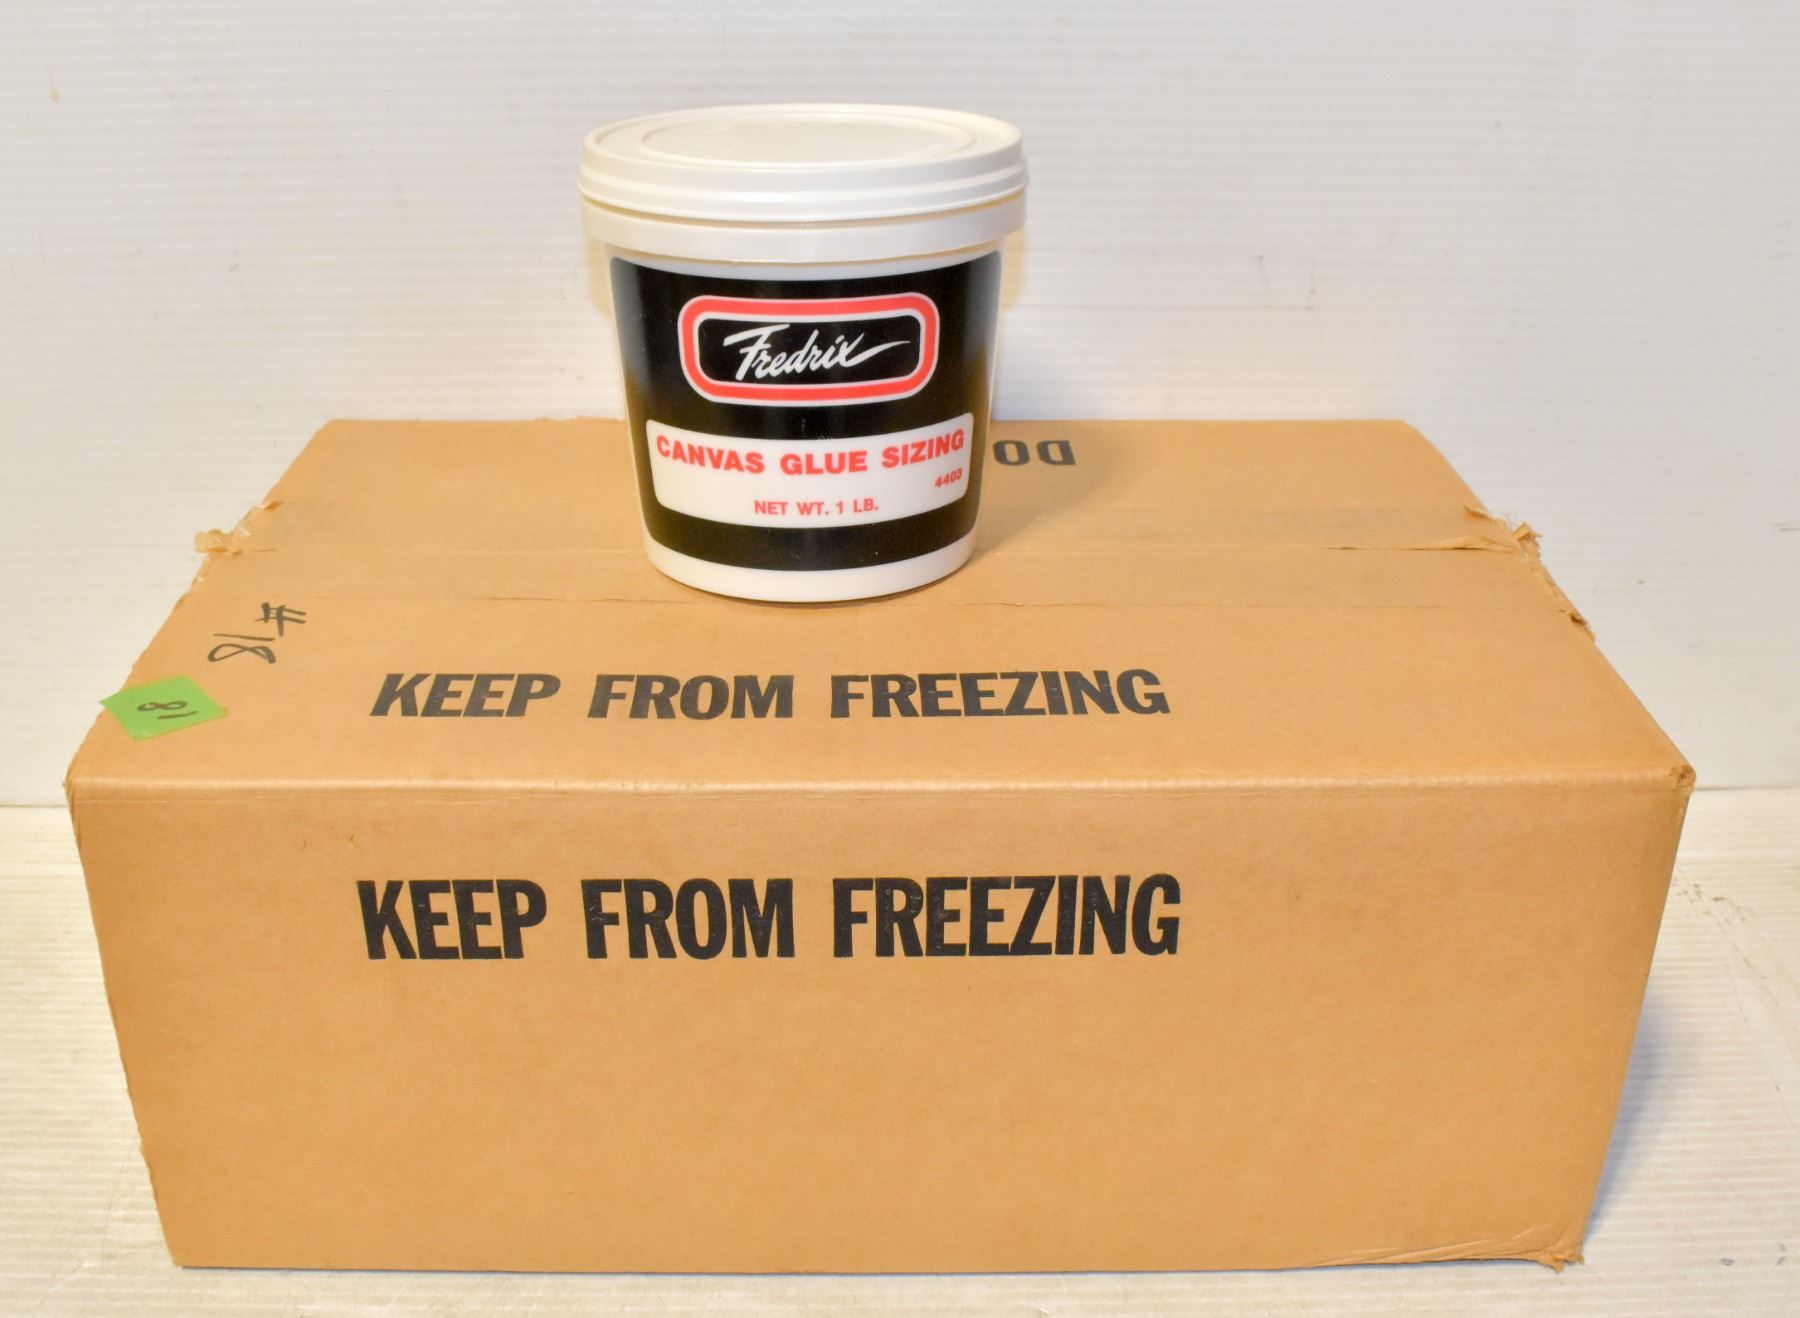 Fredrix
CANVAS GLUE SIZING
4403
NET WT. 1 LB.
DO
#18
18
KEEP FROM FREEZING
KEEP FROM FREEZING